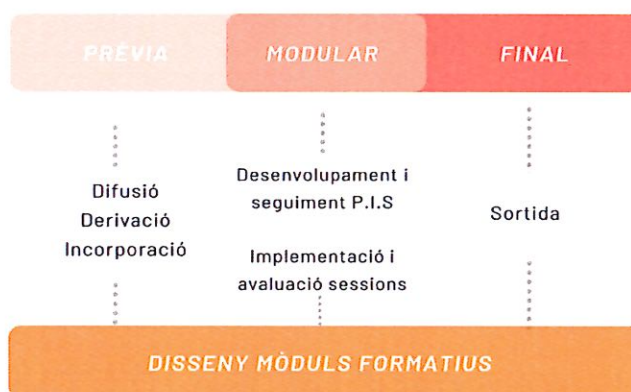 PRÈVIA
MODULAR
FINAL
Difusió
Derivació
Incorporació
Desenvolupament i
seguiment P.I.S
Implementació i
avaluació sessions
Sortida
DISSENY MÒDULS FORMATIUS